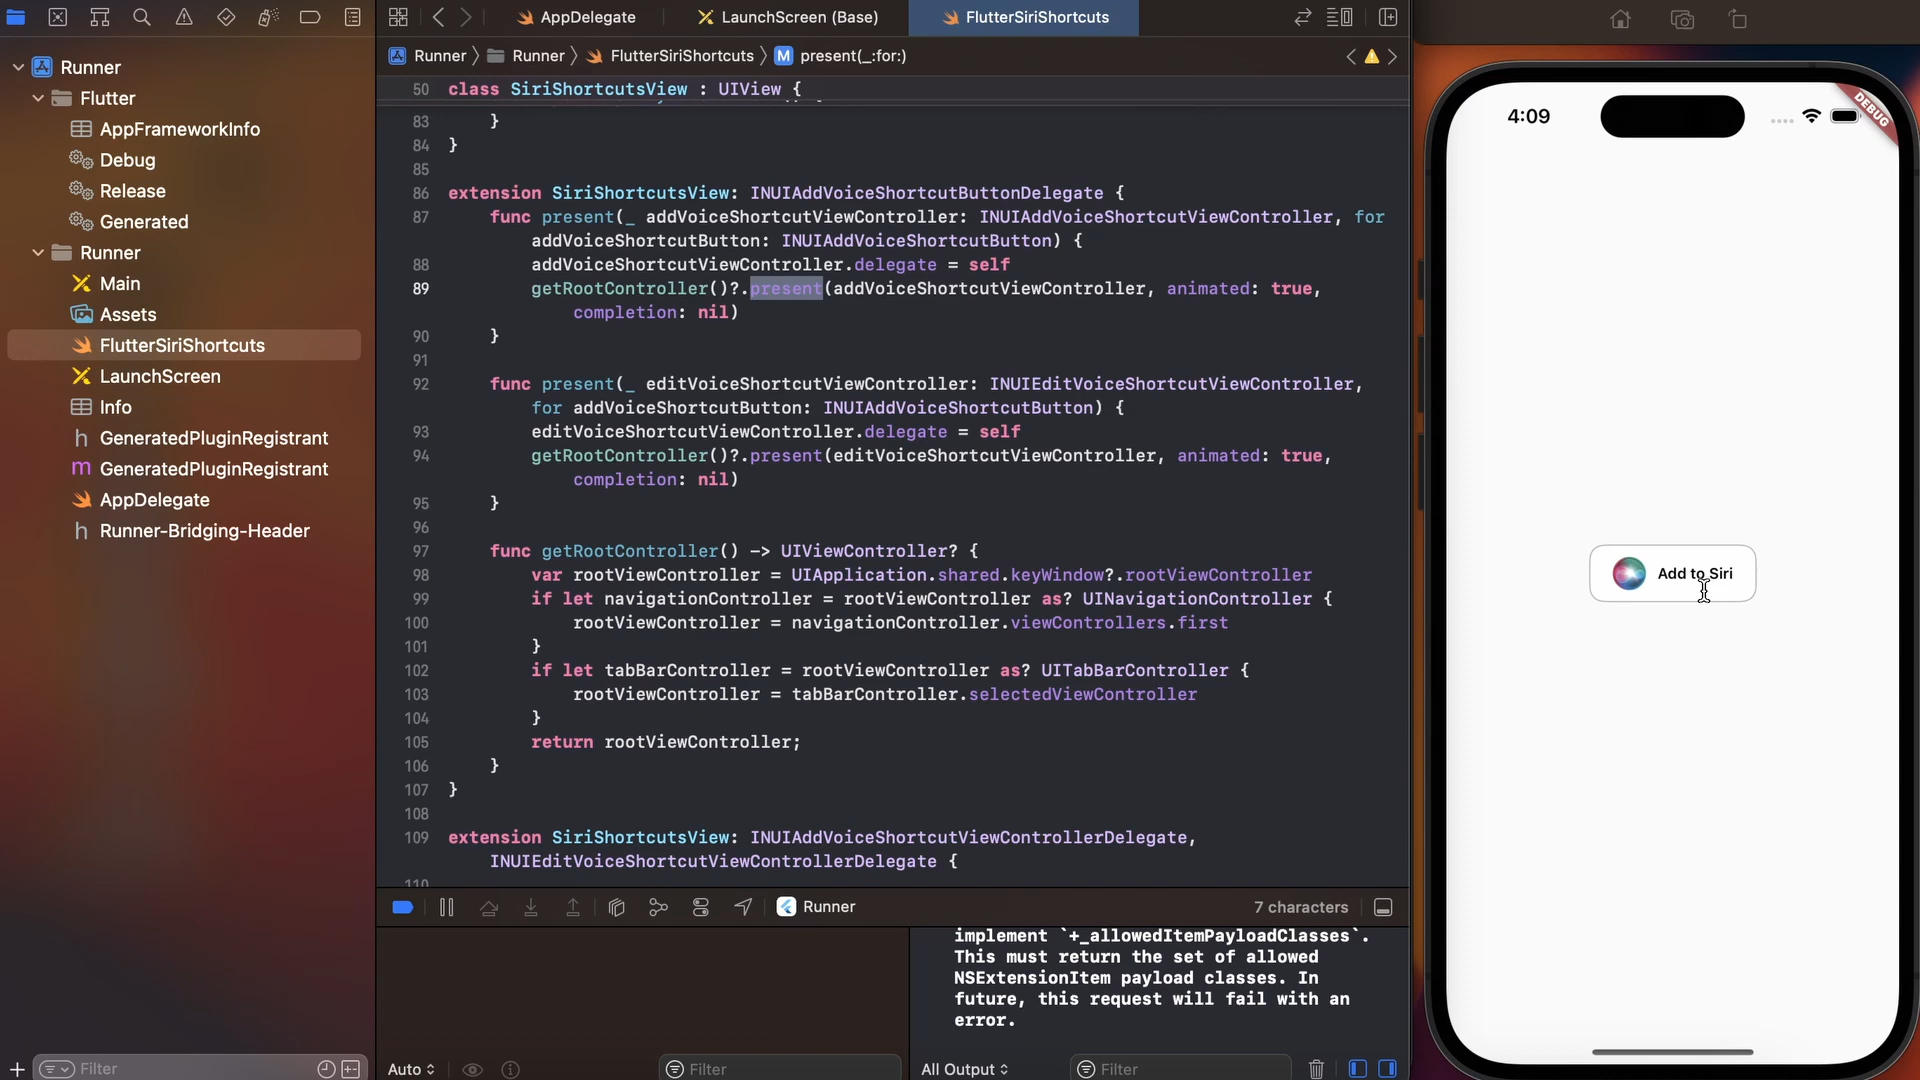 AppDelegate
LaunchScreen (Base)
FlutterSiriShortcuts
Runner
Runner
FlutterSiriShortcuts
present(_:for:)
Runner
Flutter
AppFrameworkInfo
Debug
Release
Generated
Runner
Main
Assets
FlutterSiriShortcuts
LaunchScreen
Info
h GeneratedPluginRegistrant
m GeneratedPluginRegistrant
AppDelegate
h Runner-Bridging-Header
Filter
50 class SiriShortcutsView : UIView {
83 }
84 }
85
86 extension SiriShortcutsView: INUIAddVoiceShortcutButtonDelegate {
87 func present(_ addVoiceShortcutViewController: INUIAddVoiceShortcutViewController, for
addVoiceShortcutButton: INUIAddVoiceShortcutButton) {
88 addVoiceShortcutViewController.delegate = self
89 getRootController()?.present(addVoiceShortcutViewController, animated: true,
completion: nil)
90 }
91
92 func present(_ editVoiceShortcutViewController: INUIEditVoiceShortcutViewController,
for addVoiceShortcutButton: INUIAddVoiceShortcutButton) {
93 editVoiceShortcutViewController.delegate = self
94 getRootController()?.present(editVoiceShortcutViewController, animated: true,
completion: nil)
95 }
96
97 func getRootController() -> UIViewController? {
98 var rootViewController = UIApplication.shared.keyWindow?.rootViewController
99 if let navigationController = rootViewController as? UINavigationController {
100 rootViewController = navigationController.viewControllers.first
101 }
102 if let tabBarController = rootViewController as? UITabBarController {
103 rootViewController = tabBarController.selectedViewController
104 }
105 return rootViewController;
106 }
107 }
108
109 extension SiriShortcutsView: INUIAddVoiceShortcutViewControllerDelegate,
INUIEditVoiceShortcutViewControllerDelegate {
110
Runner
7 characters
implement `+_allowedItemPayloadClasses`.
This must return the set of allowed
NSExtensionItem payload classes. In
future, this request will fail with an
error.
Auto
Filter
All Output
Filter
4:09
DEBUG
Add to Siri